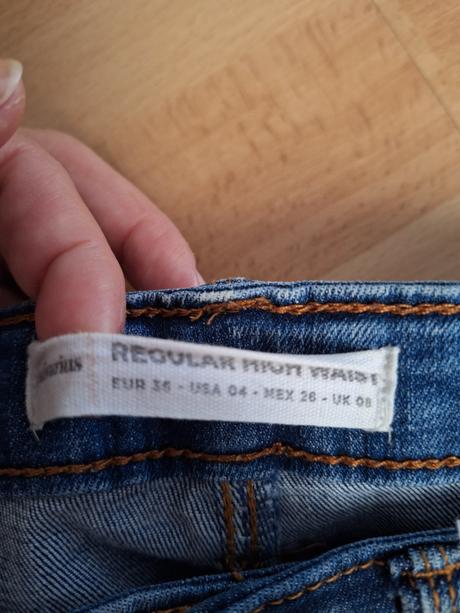 REGULAR HIGH WAIST
EUR 36 - USA 04 - MEX 26 - UK 08